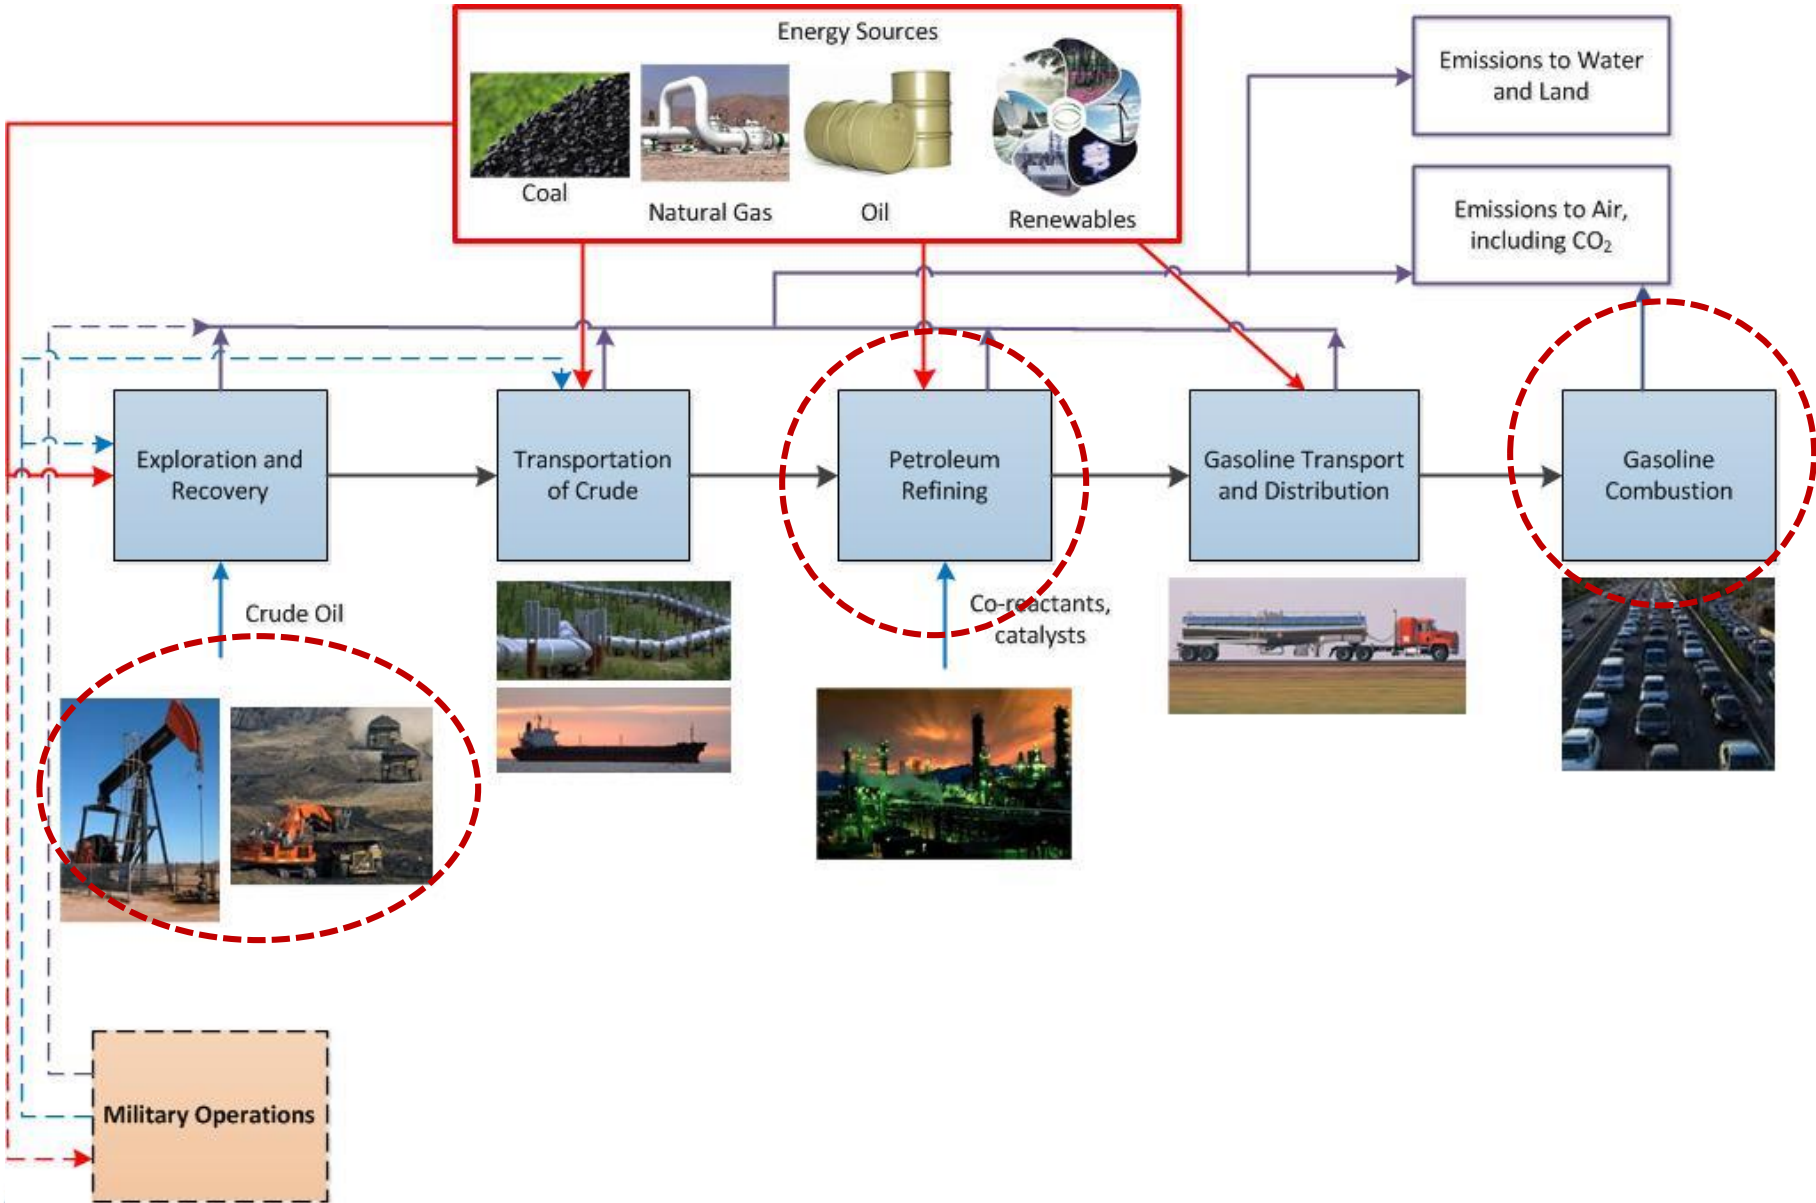 Energy Sources
Coal
Natural Gas
Oil
Renewables
Emissions to Water
and Land
Emissions to Air,
including CO₂
Exploration and
Recovery
Transportation
of Crude
Petroleum
Refining
Gasoline Transport
and Distribution
Gasoline
Combustion
Crude Oil
Co-reactants,
catalysts
Military Operations